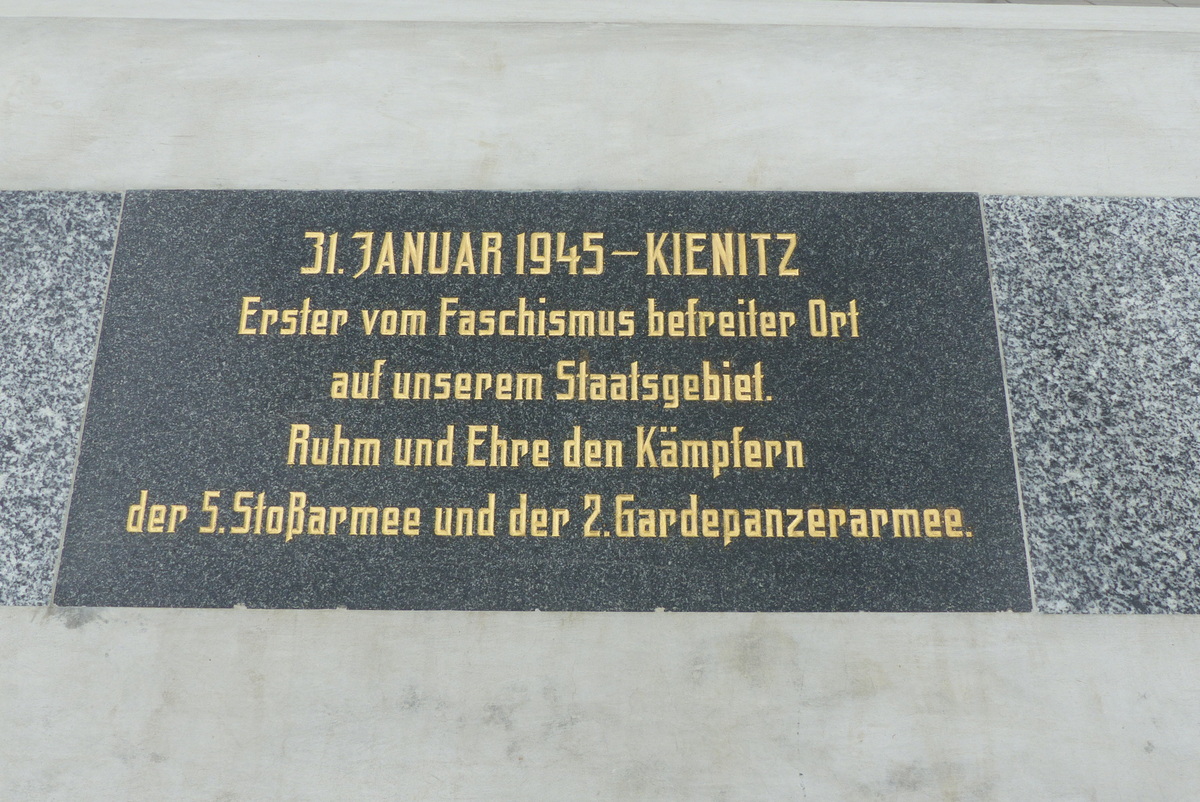 31. JANUAR 1945 – KIENITZ
Erster vom Faschismus befreiter Ort
auf unserem Staatsgebiet.
Ruhm und Ehre den Kämpfern
der 5. Stoßarmee und der 2. Gardepanzerarmee.